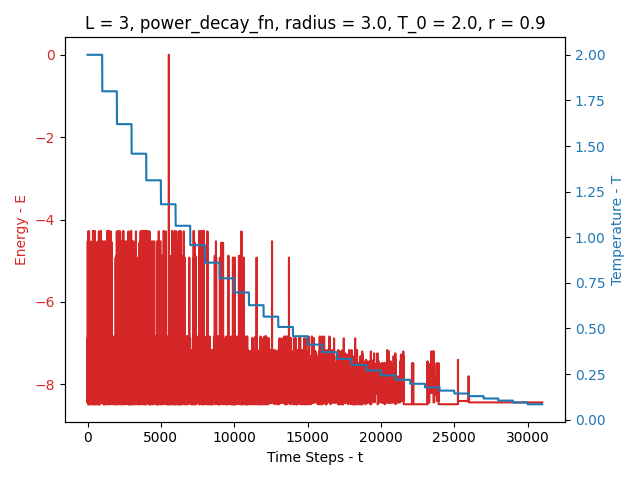 L = 3, power_decay_fn, radius = 3.0, T_0 = 2.0, r = 0.9
Energy - E
0
−2
−4
−6
−8
2.00
1.75
1.50
1.25
1.00
0.75
0.50
0.25
0.00
Temperature - T
0 5000 10000 15000 20000 25000 30000
Time Steps - t